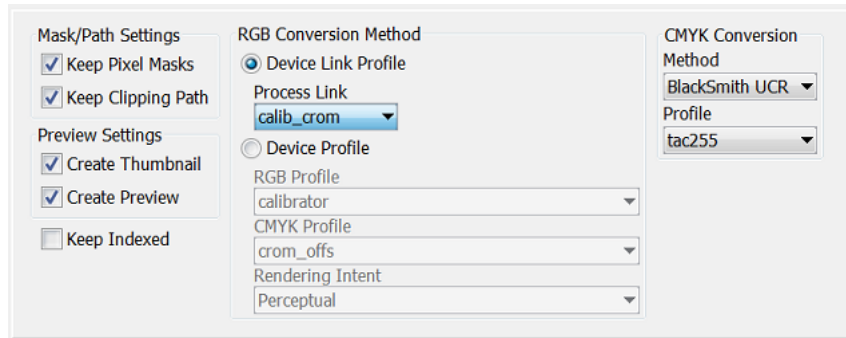 Mask/Path Settings
Keep Pixel Masks
Keep Clipping Path
Preview Settings
Create Thumbnail
Create Preview
Keep Indexed
RGB Conversion Method
Device Link Profile
Process Link
calib_crom
Device Profile
RGB Profile
calibrator
CMYK Profile
crom_offs
Rendering Intent
Perceptual
CMYK Conversion
Method
BlackSmith UCR
Profile
tac255